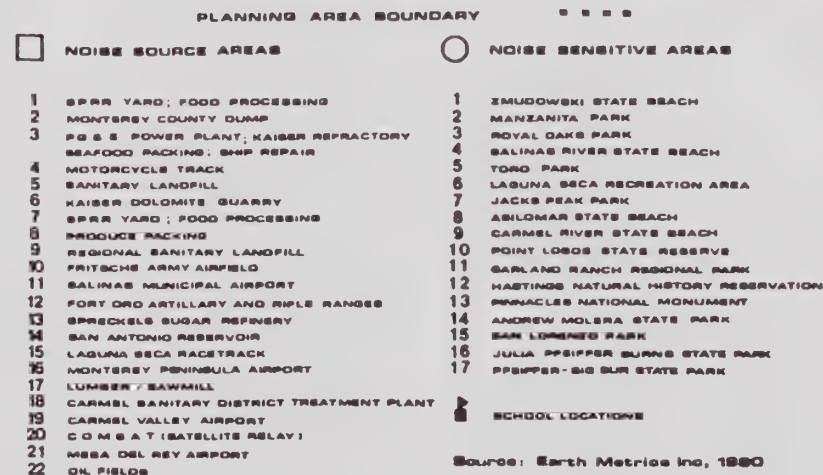 PLANNING AREA BOUNDARY
NOISE SOURCE AREAS
1 SPRR YARD; FOOD PROCESSING
2 MONTEREY COUNTY DUMP
3 PG & E POWER PLANT; KAISER REFRACTORY
SEAFOOD PACKING; SHIP REPAIR
4 MOTORCYCLE TRACK
5 SANITARY LANDFILL
6 KAISER DOLOMITE QUARRY
7 SPRR YARD; FOOD PROCESSING
8 PRODUCE PACKING
9 REGIONAL SANITARY LANDFILL
10 FRITSCHE ARMY AIRFIELD
11 SALINAS MUNICIPAL AIRPORT
12 FORT ORD ARTILLARY AND RIFLE RANGES
13 SPRECKELS SUGAR REFINERY
14 SAN ANTONIO RESERVOIR
15 LAGUNA SECA RACETRACK
16 MONTEREY PENINSULA AIRPORT
17 LUMBER / SAWMILL
18 CARMEL SANITARY DISTRICT TREATMENT PLANT
19 CARMEL VALLEY AIRPORT
20 COMSAT (SATELLITE RELAY)
21 MESA DEL REY AIRPORT
22 OIL FIELDS
NOISE SENSITIVE AREAS
1 ZMUDOWSKI STATE BEACH
2 MANZANITA PARK
3 ROYAL OAKS PARK
4 SALINAS RIVER STATE BEACH
5 TORO PARK
6 LAGUNA SECA RECREATION AREA
7 JACKS PEAK PARK
8 ASILOMAR STATE BEACH
9 CARMEL RIVER STATE BEACH
10 POINT LOBOS STATE RESERVE
11 GARLAND RANCH REGIONAL PARK
12 HASTINGS NATURAL HISTORY RESERVATION
13 PINNACLES NATIONAL MONUMENT
14 ANDREW MOLERA STATE PARK
15 SAN LORENZO PARK
16 JULIA PFEIFFER BURNS STATE PARK
17 PFEIFFER-BIG SUR STATE PARK
SCHOOL LOCATIONS
Source: Earth Metrics Inc, 1980